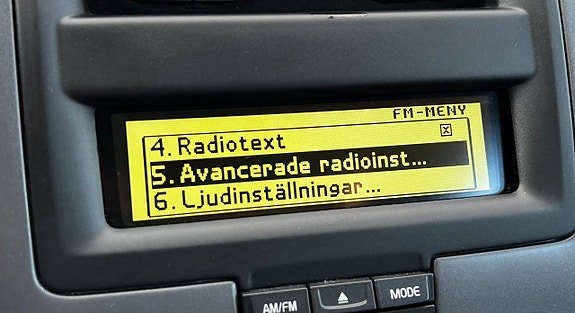 FM-MENY
4. Radiotext
5. Avancerade radioinst...
6. Ljudinställningar...
AM/FM
MODE